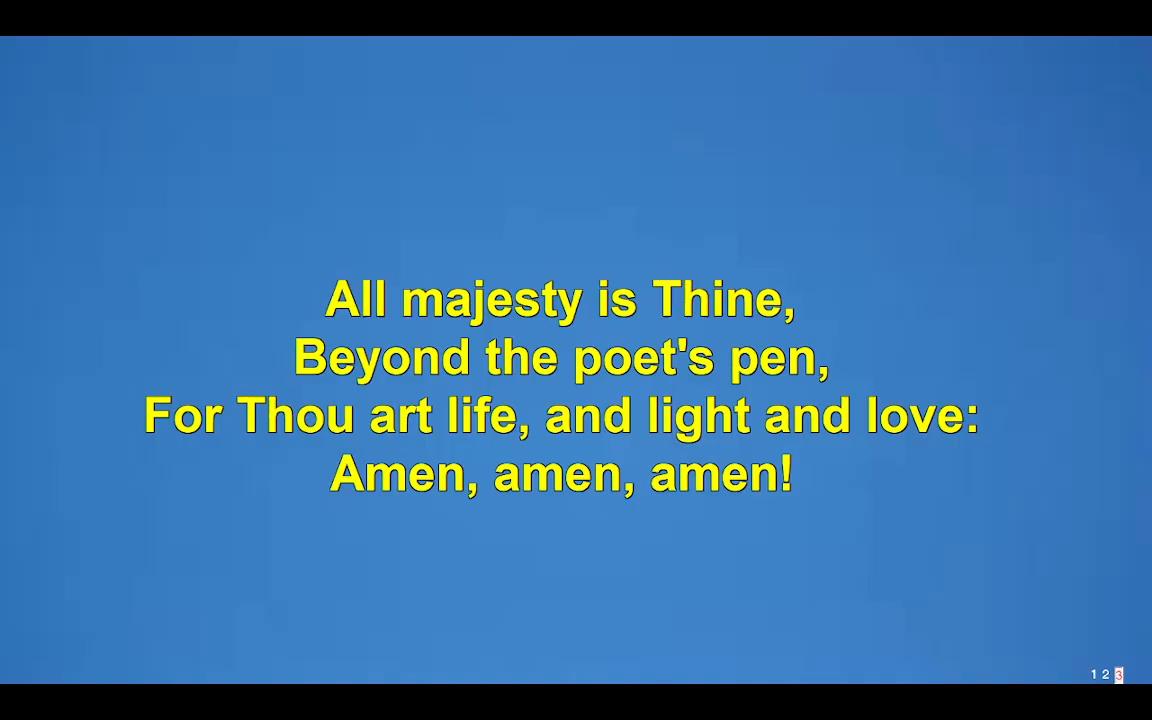 All majesty is Thine,
Beyond the poet's pen,
For Thou art life, and light and love:
Amen, amen, amen!
1 2 3